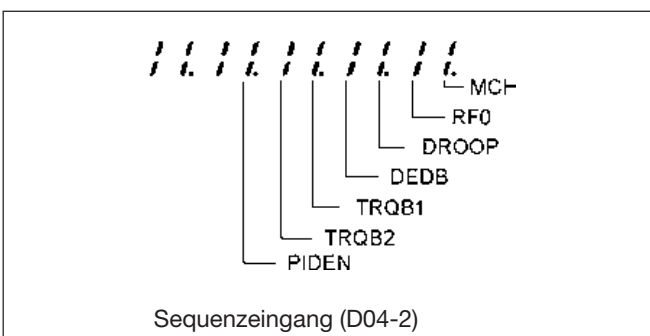 MCH
RF0
DROOP
DEDB
TRQB1
TRQB2
PIDEN
Sequenzeingang (D04-2)